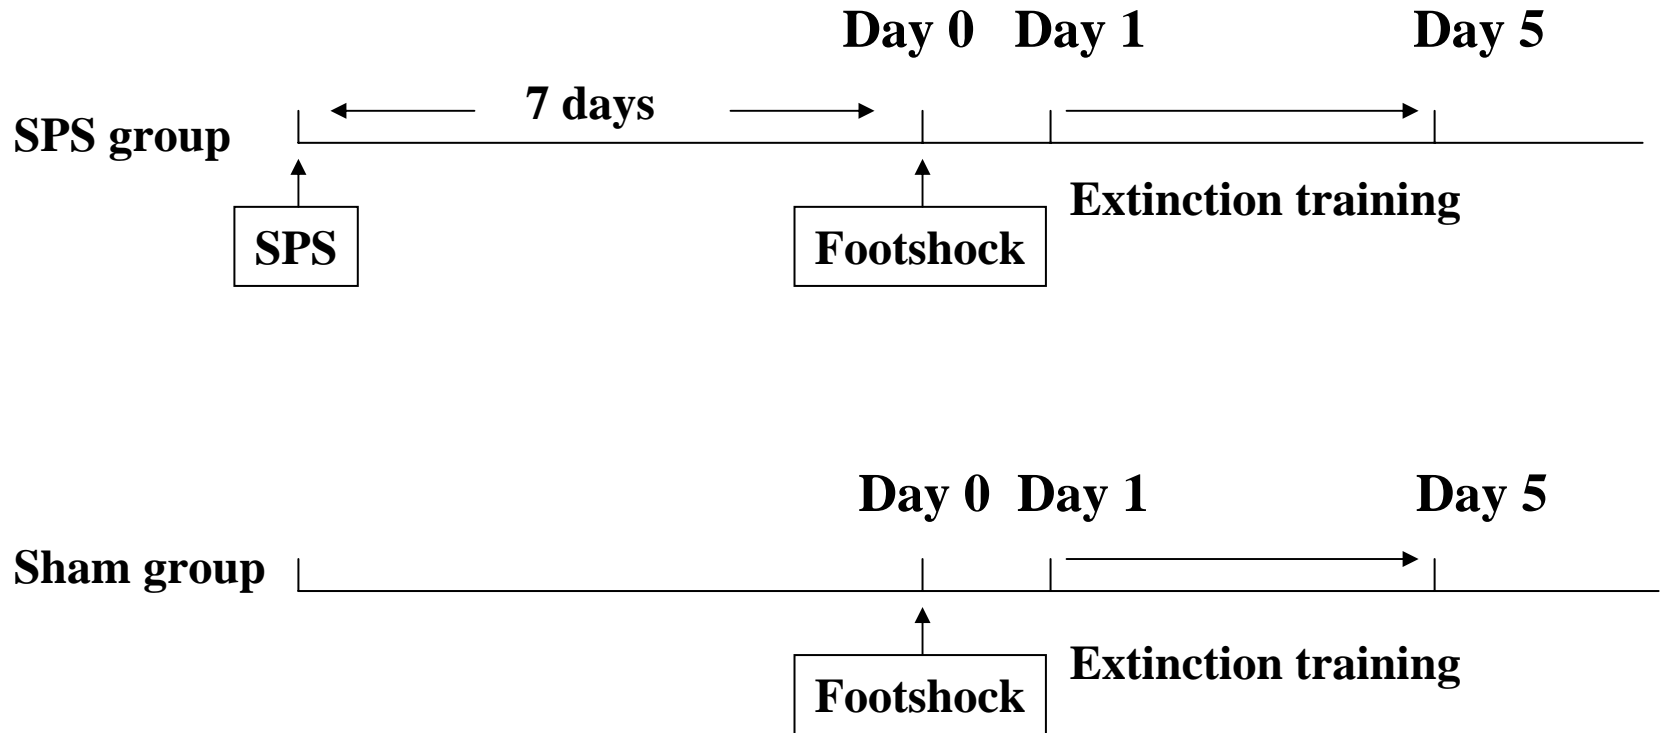 Day 0 Day 1 Day 5
7 days
SPS group
Extinction training
SPS Footshock
Day 0 Day 1 Day 5
Sham group
Extinction training
Footshock